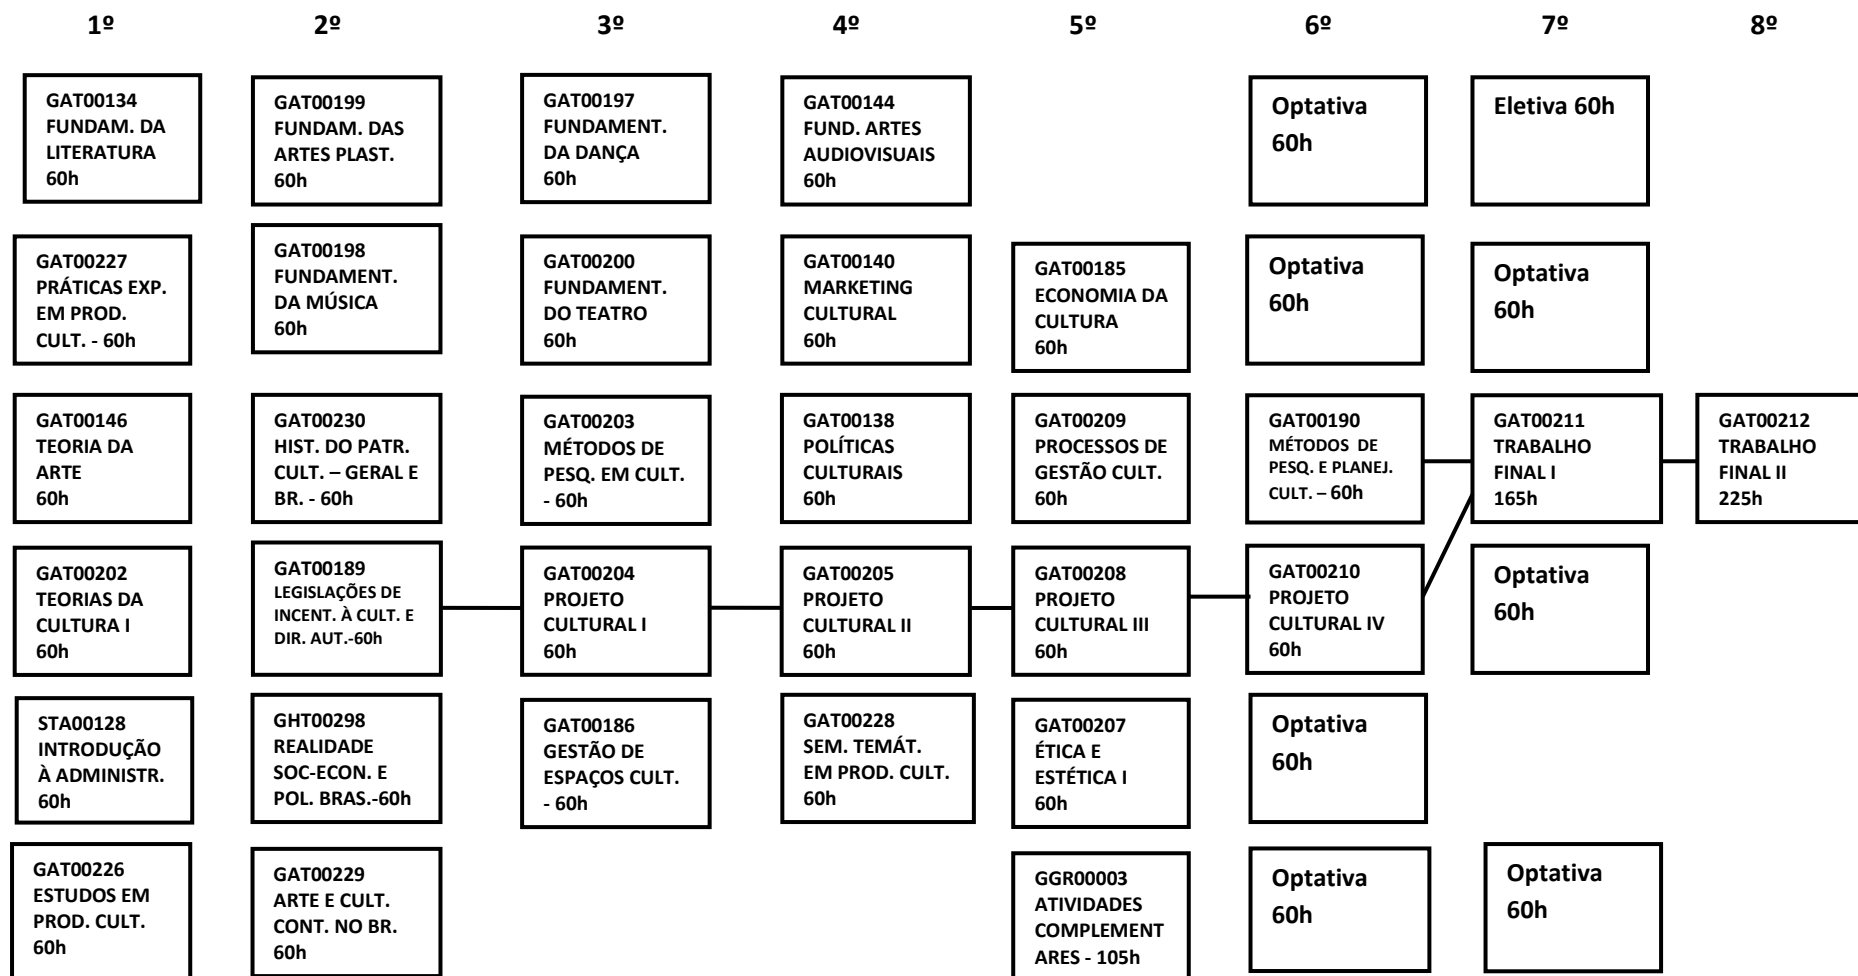 1º
2º
3º
4º
5º
6º
7º
8º
GAT00134
FUNDAM. DA
LITERATURA
60h
GAT00199
FUNDAM. DAS
ARTES PLAST.
60h
GAT00197
FUNDAMENT.
DA DANÇA
60h
GAT00144
FUND. ARTES
AUDIOVISUAIS
60h
Optativa
60h
Eletiva 60h
GAT00227
PRÁTICAS EXP.
EM PROD.
CULT. - 60h
GAT00198
FUNDAMENT.
DA MÚSICA
60h
GAT00200
FUNDAMENT.
DO TEATRO
60h
GAT00140
MARKETING
CULTURAL
60h
GAT00185
ECONOMIA DA
CULTURA
60h
Optativa
60h
Optativa
60h
GAT00146
TEORIA DA
ARTE
60h
GAT00230
HIST. DO PATR.
CULT. – GERAL E
BR. - 60h
GAT00203
MÉTODOS DE
PESQ. EM CULT.
- 60h
GAT00138
POLÍTICAS
CULTURAIS
60h
GAT00209
PROCESSOS DE
GESTÃO CULT.
60h
GAT00190
MÉTODOS DE
PESQ. E PLANEJ.
CULT. – 60h
GAT00211
TRABALHO
FINAL I
165h
GAT00212
TRABALHO
FINAL II
225h
GAT00202
TEORIAS DA
CULTURA I
60h
GAT00189
LEGISLAÇÕES DE
INCENT. À CULT. E
DIR. AUT.-60h
GAT00204
PROJETO
CULTURAL I
60h
GAT00205
PROJETO
CULTURAL II
60h
GAT00208
PROJETO
CULTURAL III
60h
GAT00210
PROJETO
CULTURAL IV
60h
Optativa
60h
STA00128
INTRODUÇÃO
À ADMINISTR.
60h
GHT00298
REALIDADE
SOC-ECON. E
POL. BRAS.-60h
GAT00186
GESTÃO DE
ESPAÇOS CULT.
- 60h
GAT00228
SEM. TEMÁT.
EM PROD. CULT.
60h
GAT00207
ÉTICA E
ESTÉTICA I
60h
Optativa
60h
GAT00226
ESTUDOS EM
PROD. CULT.
60h
GAT00229
ARTE E CULT.
CONT. NO BR.
60h
GGR00003
ATIVIDADES
COMPLEMENT
ARES - 105h
Optativa
60h
Optativa
60h